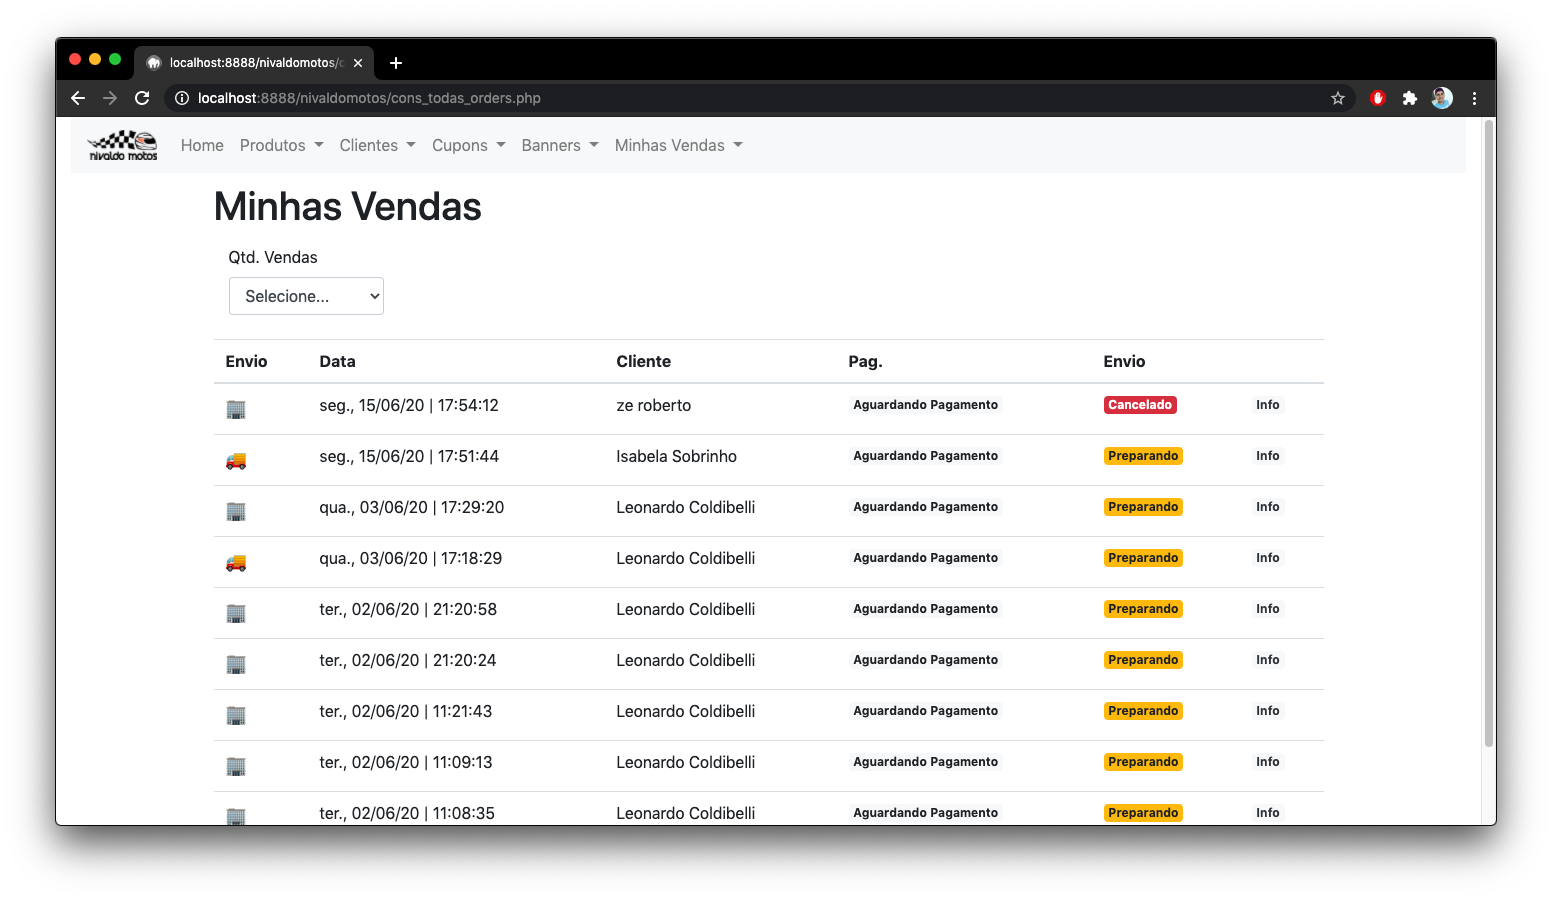 localhost:8888/nivaldomotos/c
localhost:8888/nivaldomotos/cons_todas_orders.php
nivaldo motos Home Produtos Clientes Cupons Banners Minhas Vendas
Minhas Vendas
Qtd. Vendas
Selecione...
Envio Data Cliente Pag. Envio
seg., 15/06/20 | 17:54:12 ze roberto Aguardando Pagamento Cancelado Info
seg., 15/06/20 | 17:51:44 Isabela Sobrinho Aguardando Pagamento Preparando Info
qua., 03/06/20 | 17:29:20 Leonardo Coldibelli Aguardando Pagamento Preparando Info
qua., 03/06/20 | 17:18:29 Leonardo Coldibelli Aguardando Pagamento Preparando Info
ter., 02/06/20 | 21:20:58 Leonardo Coldibelli Aguardando Pagamento Preparando Info
ter., 02/06/20 | 21:20:24 Leonardo Coldibelli Aguardando Pagamento Preparando Info
ter., 02/06/20 | 11:21:43 Leonardo Coldibelli Aguardando Pagamento Preparando Info
ter., 02/06/20 | 11:09:13 Leonardo Coldibelli Aguardando Pagamento Preparando Info
ter., 02/06/20 | 11:08:35 Leonardo Coldibelli Aguardando Pagamento Preparando Info